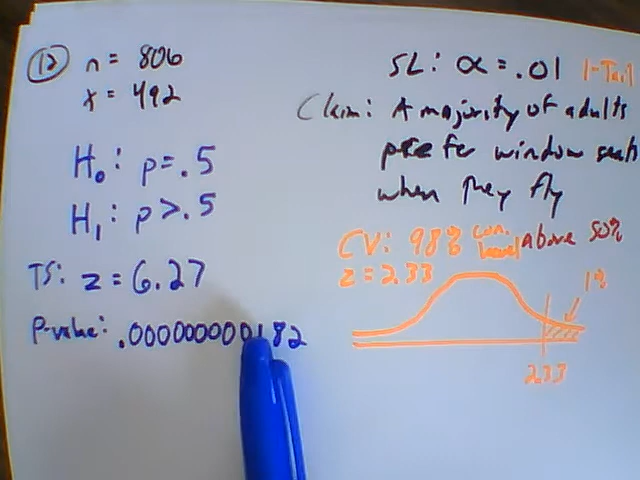 12 n = 806
x = 492
H₀: p = .5
H₁: p > .5
TS: z = 6.27
P-value: .000000000182
SL: α = .01 1-Tail
Claim: A majority of adults
prefer window seats
when they fly
CV: 98% con. level above 50%
z = 2.33
1%
2.33